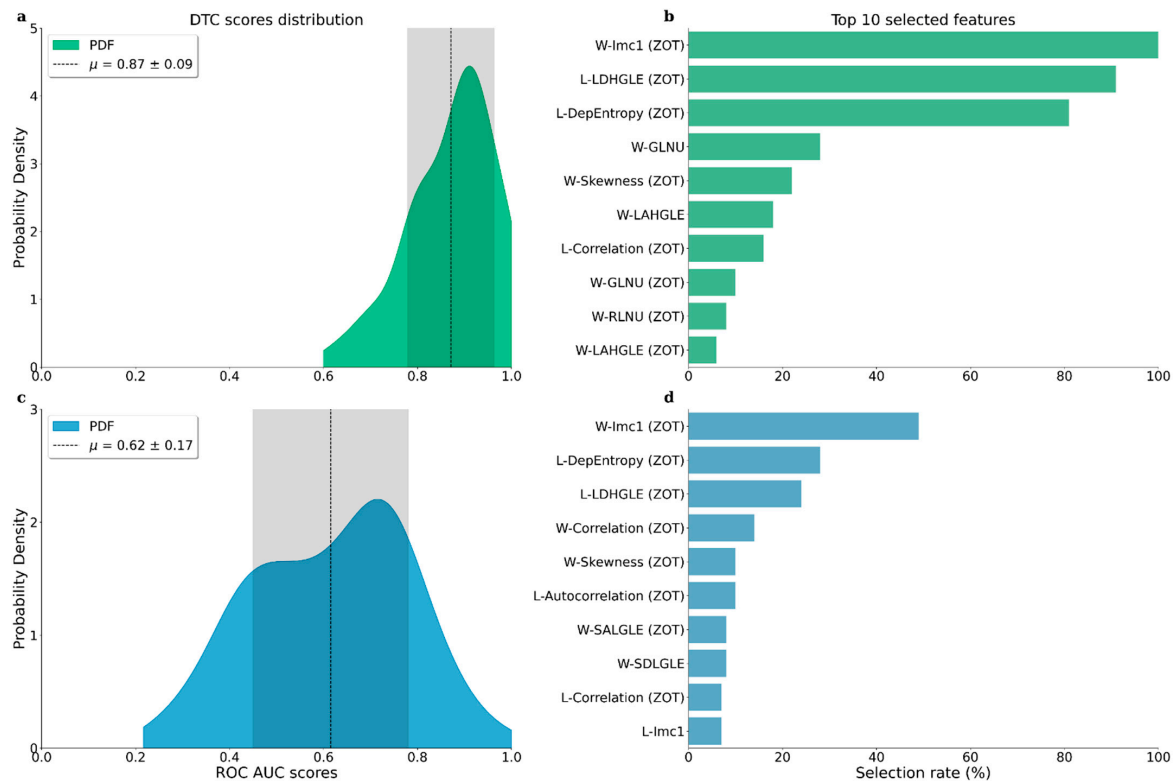 a
DTC scores distribution
PDF
μ = 0.87 ± 0.09
Probability Density
5
4
3
2
1
0
0.0 0.2 0.4 0.6 0.8 1.0
b
Top 10 selected features
W-Imc1 (ZOT)
L-LDHGLE (ZOT)
L-DepEntropy (ZOT)
W-GLNU
W-Skewness (ZOT)
W-LAHGLE
L-Correlation (ZOT)
W-GLNU (ZOT)
W-RLNU (ZOT)
W-LAHGLE (ZOT)
0 20 40 60 80 100
c
PDF
μ = 0.62 ± 0.17
Probability Density
3
2
1
0
0.0 0.2 0.4 0.6 0.8 1.0
ROC AUC scores
d
W-Imc1 (ZOT)
L-DepEntropy (ZOT)
L-LDHGLE (ZOT)
W-Correlation (ZOT)
W-Skewness (ZOT)
L-Autocorrelation (ZOT)
W-SALGLE (ZOT)
W-SDLGLE
L-Correlation (ZOT)
L-Imc1
0 20 40 60 80 100
Selection rate (%)